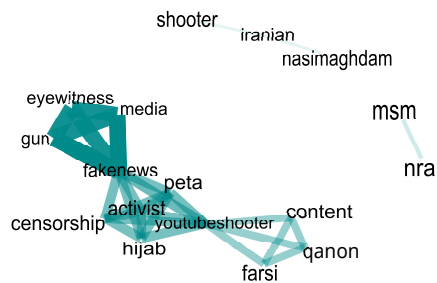 shooter
iranian
nasimaghdam
eyewitness
media
msm
gun
fakenews
nra
peta
activist
content
censorship
youtubeshooter
hijab
qanon
farsi